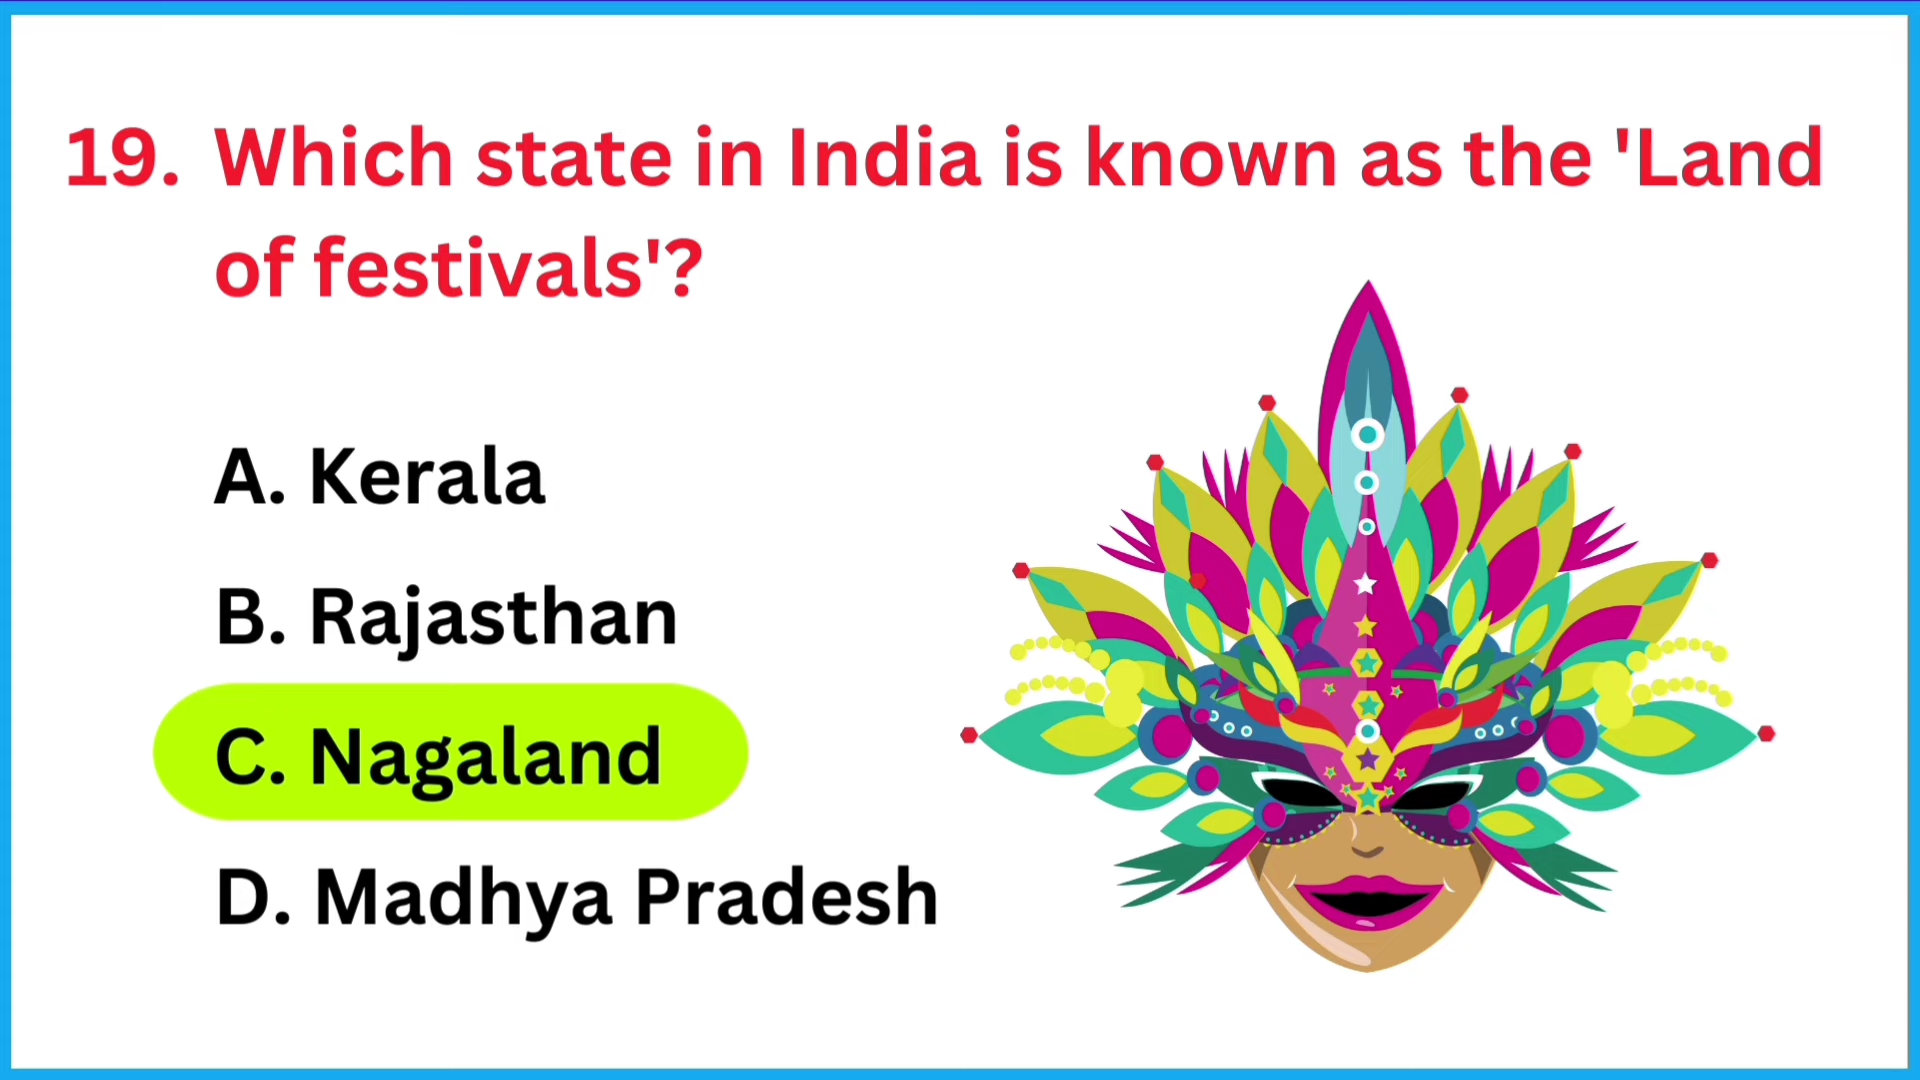 19. Which state in India is known as the 'Land
of festivals'?
A. Kerala
B. Rajasthan
C. Nagaland
D. Madhya Pradesh